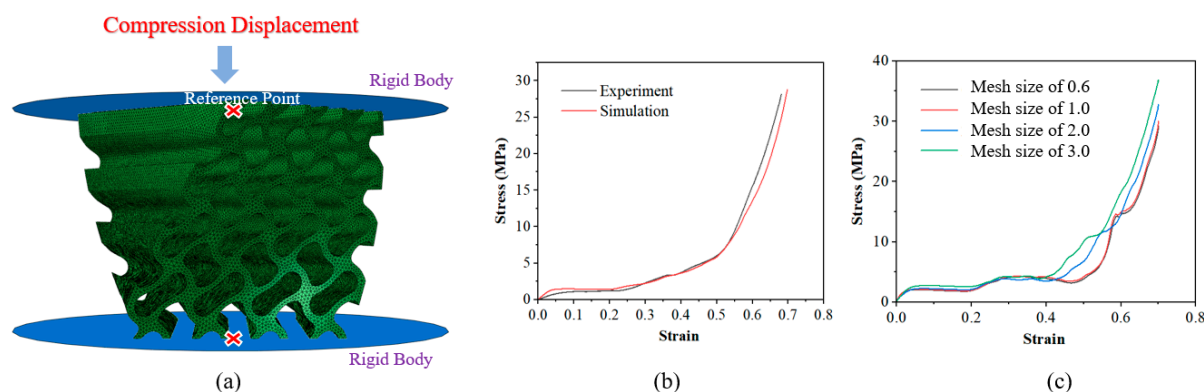 Compression Displacement
Rigid Body
Reference Point
Rigid Body
(a)
30
25
20
15
10
5
0
Stress (MPa)
Experiment
Simulation
0.0 0.1 0.2 0.3 0.4 0.5 0.6 0.7 0.8
Strain
(b)
40
30
20
10
0
Stress (MPa)
Mesh size of 0.6
Mesh size of 1.0
Mesh size of 2.0
Mesh size of 3.0
0.0 0.2 0.4 0.6 0.8
Strain
(c)